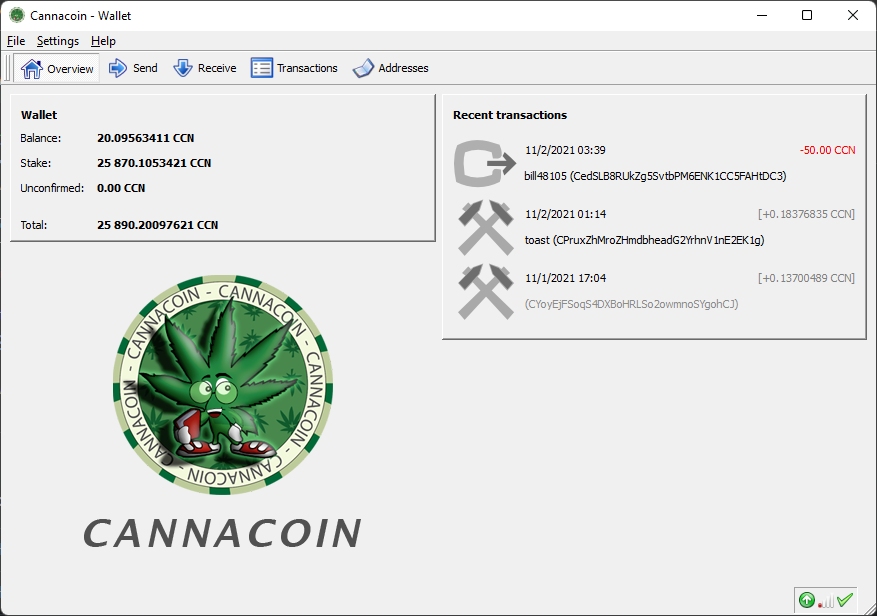 Cannacoin - Wallet
File Settings Help
Overview Send Receive Transactions Addresses
Wallet
Balance: 20.09563411 CCN
Stake: 25 870.1053421 CCN
Unconfirmed: 0.00 CCN
Total: 25 890.20097621 CCN
Recent transactions
11/2/2021 03:39 -50.00 CCN
bill48105 (CedSLB8RUkZg5SvtbPM6ENK1CC5FAHtDC3)
11/2/2021 01:14 [+0.18376835 CCN]
toast (CPruxZhMroZHmdbheadG2YrhnV1nE2EK1g)
11/1/2021 17:04 [+0.13700489 CCN]
(CYoyEjFSoqS4DXBoHRLSo2owmnoSYgohCJ)
CANNACOIN - CANNACOIN - CANNACOIN - CANNACOIN - CANNACOIN -
CANNACOIN